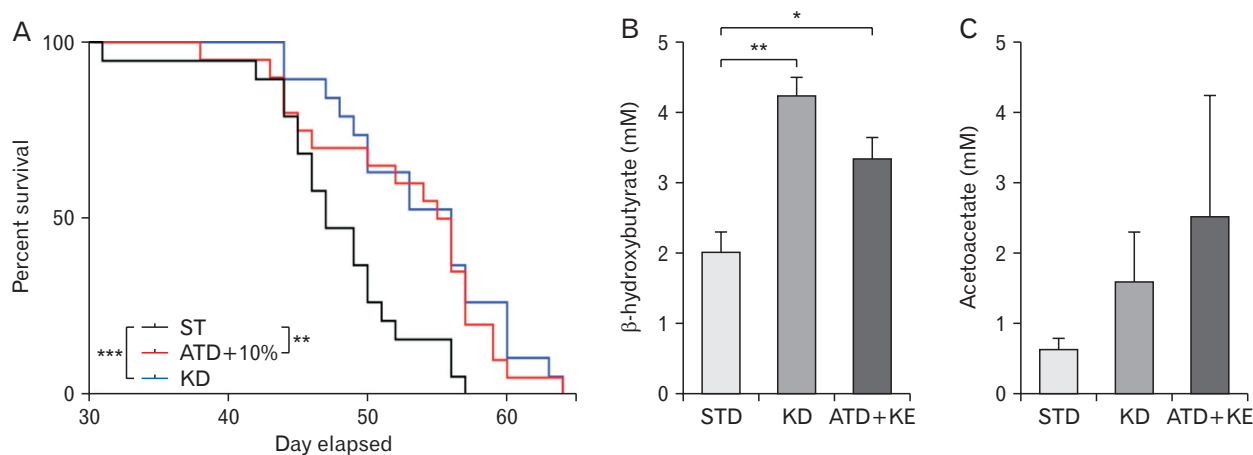 A
Percent survival
100
50
0
30
40
50
60
Day elapsed
ST
ATD+10%
KD
***
**
B
β-hydroxybutyrate (mM)
5
4
3
2
1
0
*
**
STD
KD
ATD+KE
C
Acetoacetate (mM)
5
4
3
2
1
0
STD
KD
ATD+KE